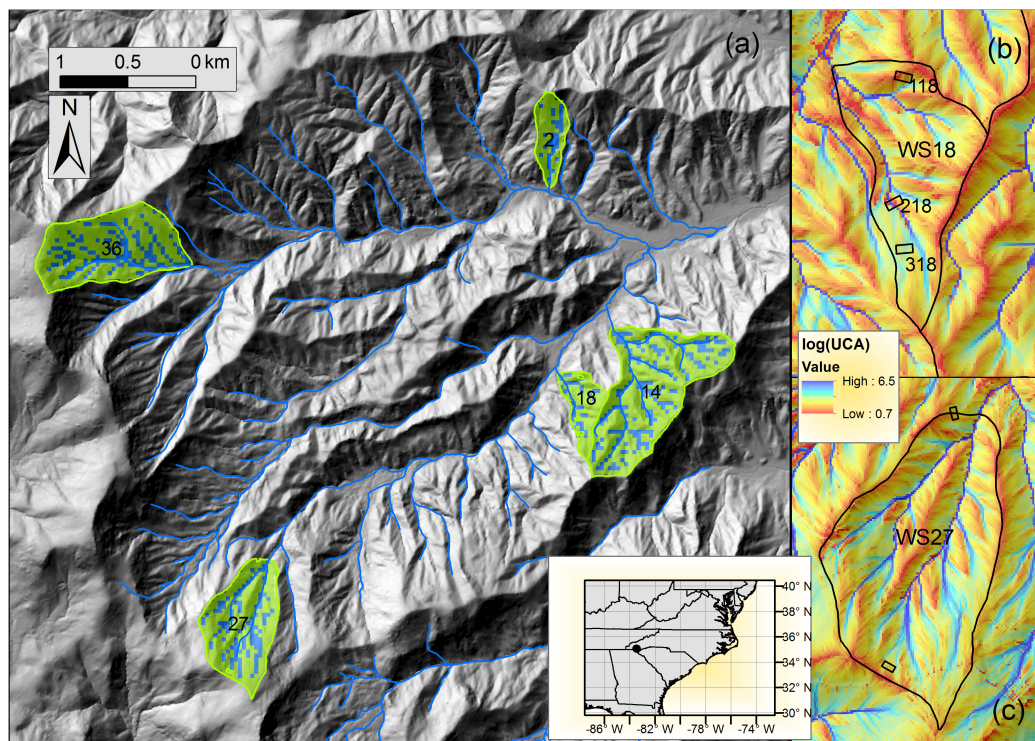 (a)
1 0.5 0 km
N
2
36
18
14
27
(b)
118
WS18
218
318
log(UCA)
Value
High : 6.5
Low : 0.7
WS27
(c)
40° N
38° N
36° N
34° N
32° N
30° N
-86° W -82° W -78° W -74° W
-84° W -80° W -76° W -72° W